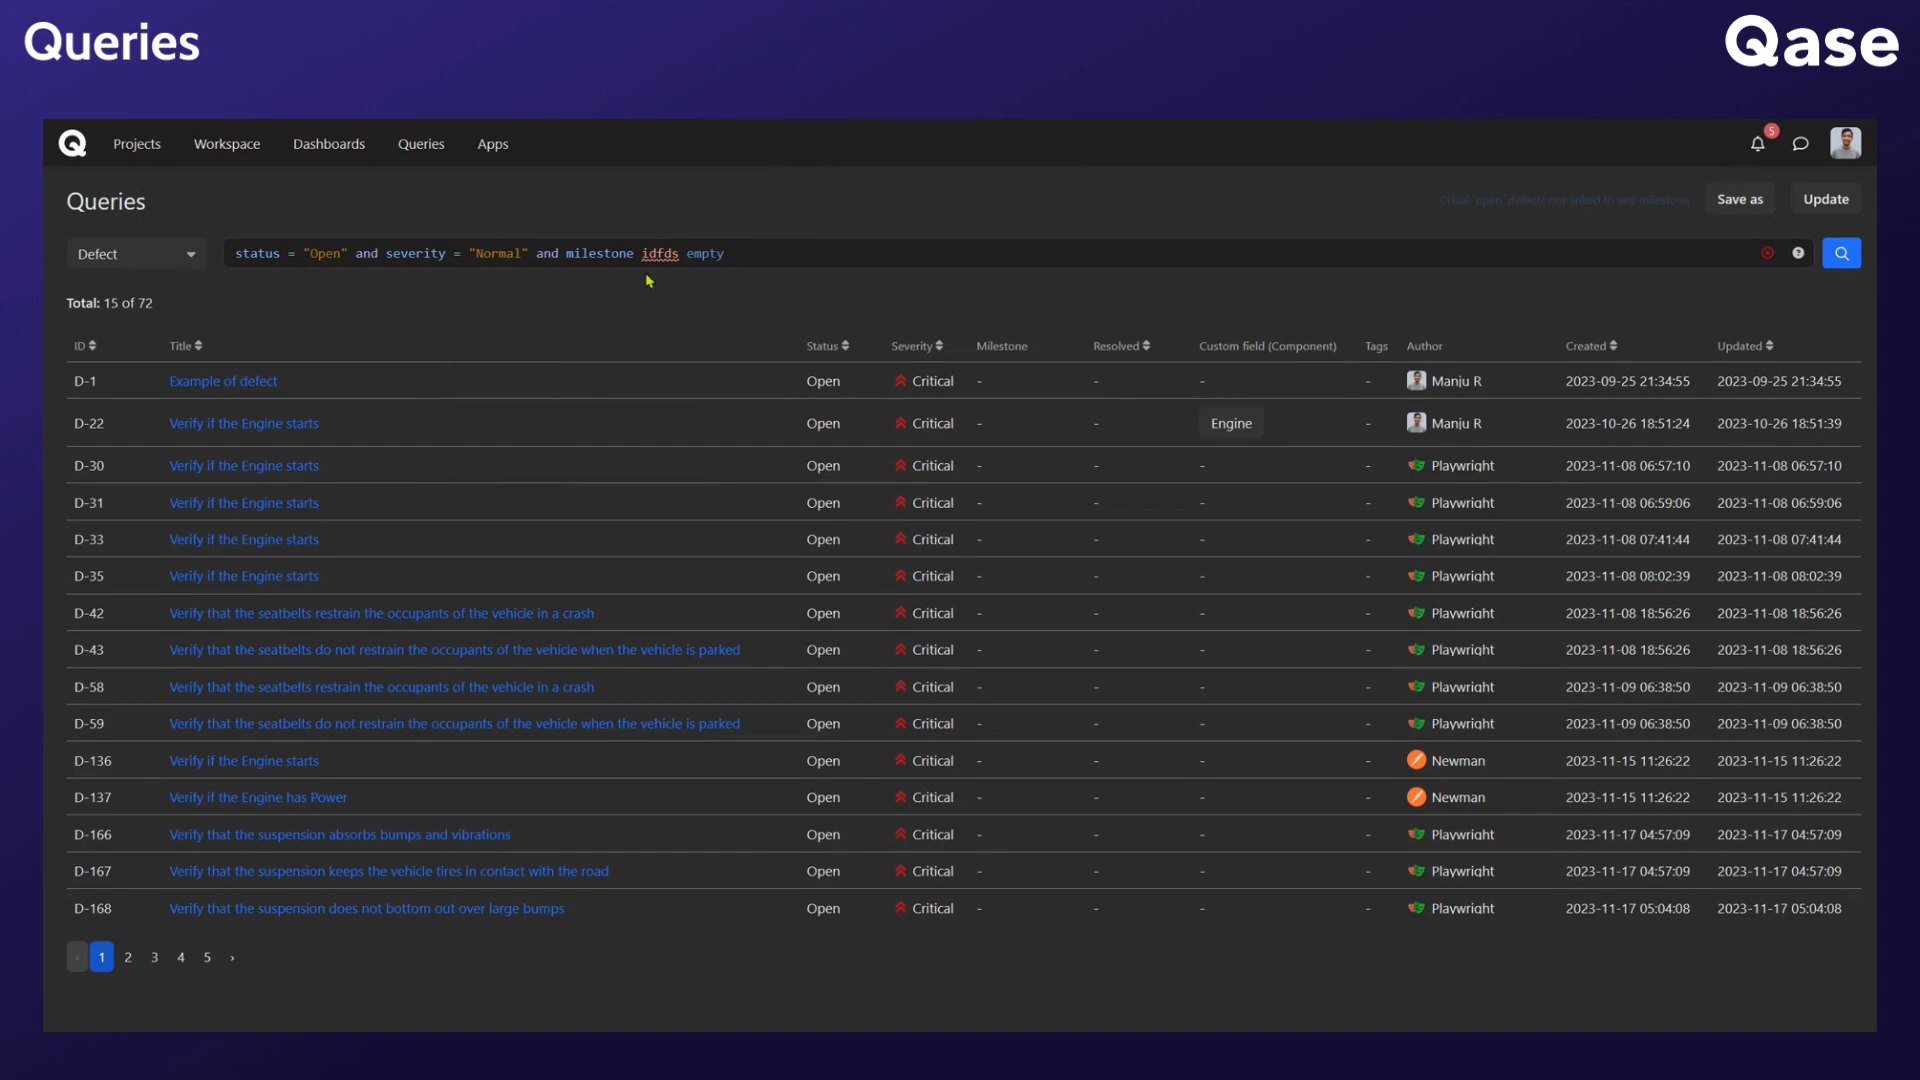 Queries
Qase
Projects Workspace Dashboards Queries Apps
5
Queries
Critial 'open' defects not linked to any milestone Save as Update
Defect status = "Open" and severity = "Normal" and milestone idfds empty
Total: 15 of 72
ID Title Status Severity Milestone Resolved Custom field (Component) Tags Author Created Updated
D-1 Example of defect Open Critical - - - - Manju R 2023-09-25 21:34:55 2023-09-25 21:34:55
D-22 Verify if the Engine starts Open Critical - - Engine - Manju R 2023-10-26 18:51:24 2023-10-26 18:51:39
D-30 Verify if the Engine starts Open Critical - - - - Playwright 2023-11-08 06:57:10 2023-11-08 06:57:10
D-31 Verify if the Engine starts Open Critical - - - - Playwright 2023-11-08 06:59:06 2023-11-08 06:59:06
D-33 Verify if the Engine starts Open Critical - - - - Playwright 2023-11-08 07:41:44 2023-11-08 07:41:44
D-35 Verify if the Engine starts Open Critical - - - - Playwright 2023-11-08 08:02:39 2023-11-08 08:02:39
D-42 Verify that the seatbelts restrain the occupants of the vehicle in a crash Open Critical - - - - Playwright 2023-11-08 18:56:26 2023-11-08 18:56:26
D-43 Verify that the seatbelts do not restrain the occupants of the vehicle when the vehicle is parked Open Critical - - - - Playwright 2023-11-08 18:56:26 2023-11-08 18:56:26
D-58 Verify that the seatbelts restrain the occupants of the vehicle in a crash Open Critical - - - - Playwright 2023-11-09 06:38:50 2023-11-09 06:38:50
D-59 Verify that the seatbelts do not restrain the occupants of the vehicle when the vehicle is parked Open Critical - - - - Playwright 2023-11-09 06:38:50 2023-11-09 06:38:50
D-136 Verify if the Engine starts Open Critical - - - - Newman 2023-11-15 11:26:22 2023-11-15 11:26:22
D-137 Verify if the Engine has Power Open Critical - - - - Newman 2023-11-15 11:26:22 2023-11-15 11:26:22
D-166 Verify that the suspension absorbs bumps and vibrations Open Critical - - - - Playwright 2023-11-17 04:57:09 2023-11-17 04:57:09
D-167 Verify that the suspension keeps the vehicle tires in contact with the road Open Critical - - - - Playwright 2023-11-17 04:57:09 2023-11-17 04:57:09
D-168 Verify that the suspension does not bottom out over large bumps Open Critical - - - - Playwright 2023-11-17 05:04:08 2023-11-17 05:04:08
‹ 1 2 3 4 5 ›